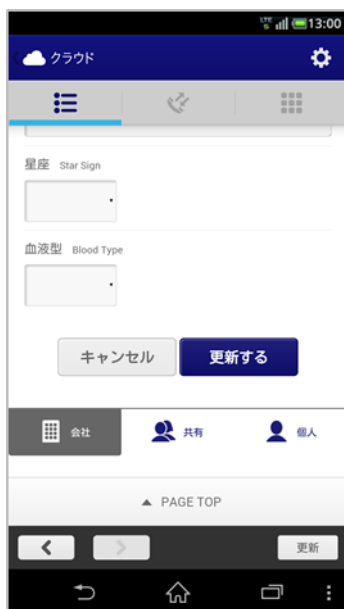 LTE 13:00
クラウド
星座 Star Sign
血液型 Blood Type
キャンセル 更新する
会社 共有 個人
▲ PAGE TOP
更新